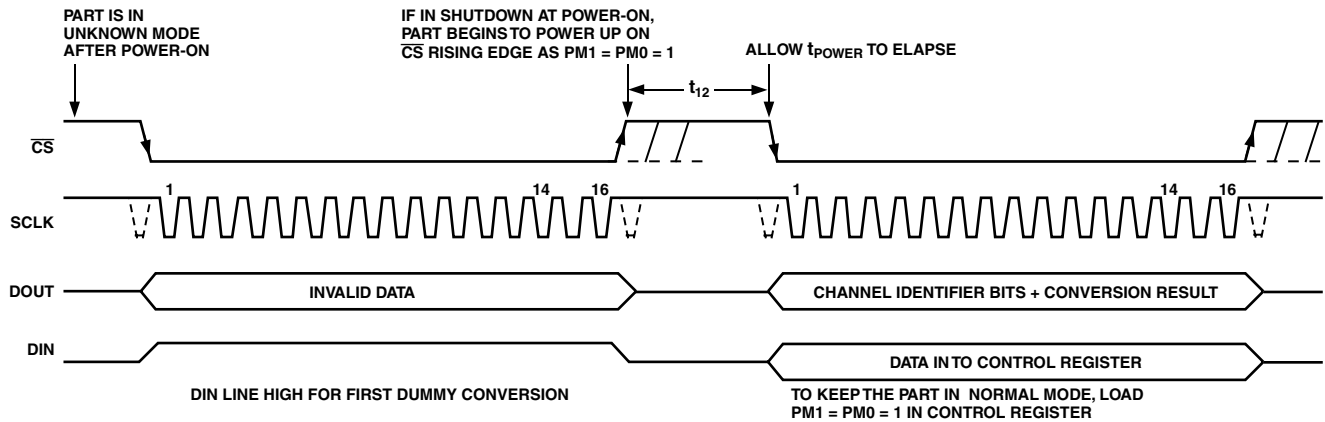 PART IS IN
UNKNOWN MODE
AFTER POWER-ON
IF IN SHUTDOWN AT POWER-ON,
PART BEGINS TO POWER UP ON
CS RISING EDGE AS PM1 = PM0 = 1
ALLOW tPOWER TO ELAPSE
t12
CS
1
14
16
1
14
16
SCLK
DOUT
INVALID DATA
CHANNEL IDENTIFIER BITS + CONVERSION RESULT
DIN
DATA IN TO CONTROL REGISTER
DIN LINE HIGH FOR FIRST DUMMY CONVERSION
TO KEEP THE PART IN NORMAL MODE, LOAD
PM1 = PM0 = 1 IN CONTROL REGISTER